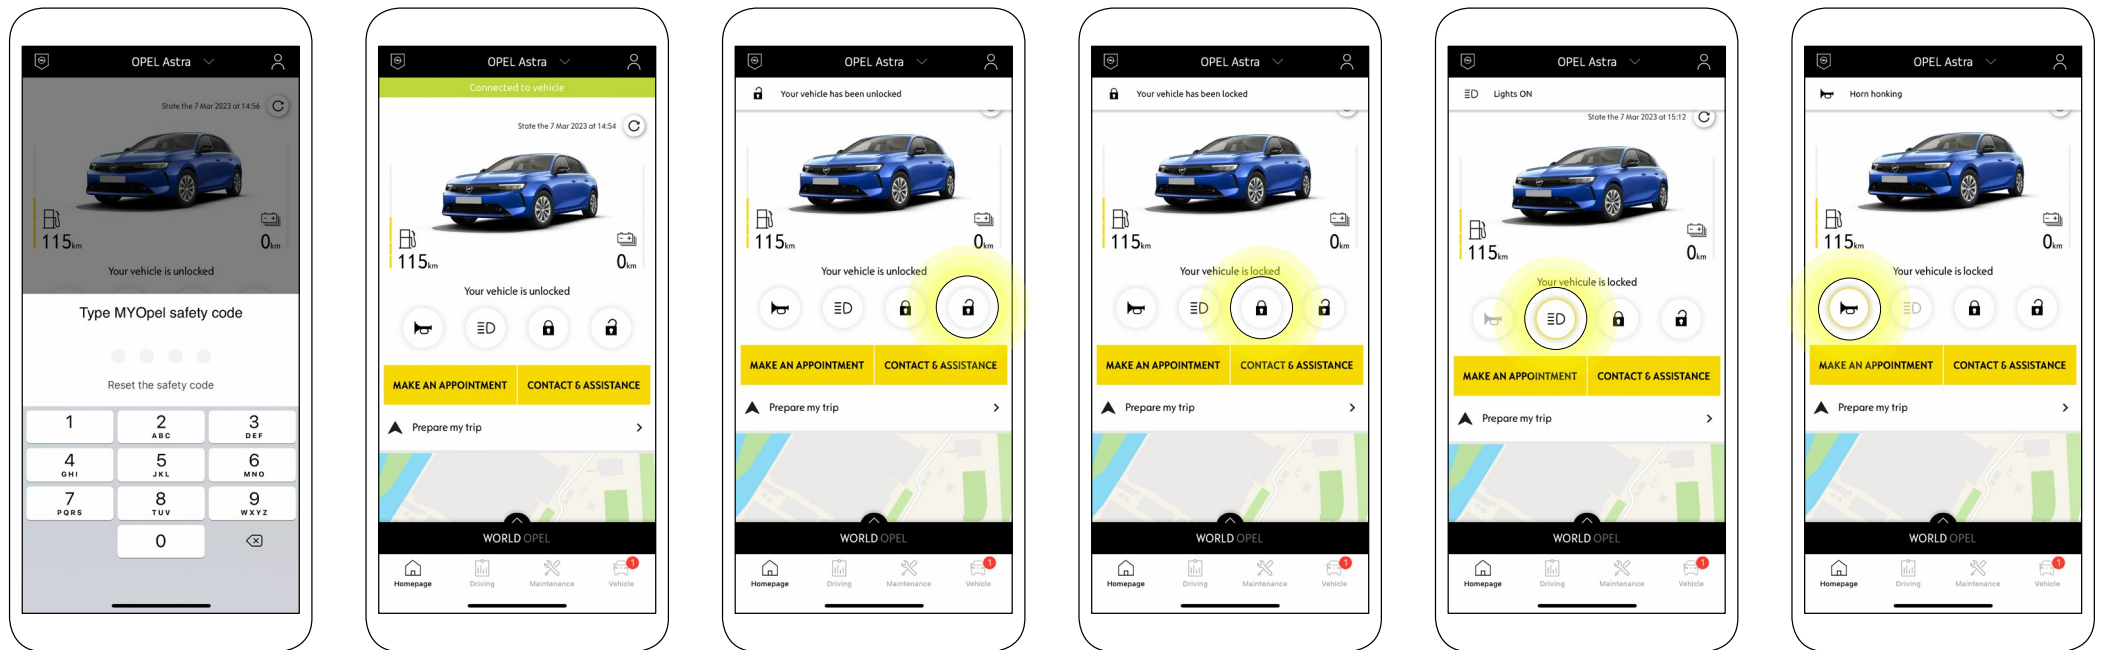 OPEL Astra
State the 7 Mar 2023 at 14:56
115km
0km
Your vehicle is unlocked
Type MYOpel safety code
Reset the safety code
1
2
ABC
3
DEF
4
GHI
5
JKL
6
MNO
7
PQRS
8
TUV
9
WXYZ
0
OPEL Astra
Connected to vehicle
State the 7 Mar 2023 at 14:54
115km
0km
Your vehicle is unlocked
MAKE AN APPOINTMENT
CONTACT & ASSISTANCE
Prepare my trip
WORLD OPEL
1
Homepage
Driving
Maintenance
Vehicle
OPEL Astra
Your vehicle has been unlocked
115km
0km
Your vehicle is unlocked
MAKE AN APPOINTMENT
CONTACT & ASSISTANCE
Prepare my trip
WORLD OPEL
1
Homepage
Driving
Maintenance
Vehicle
OPEL Astra
Your vehicle has been locked
115km
0km
Your vehicule is locked
MAKE AN APPOINTMENT
CONTACT & ASSISTANCE
Prepare my trip
WORLD OPEL
1
Homepage
Driving
Maintenance
Vehicle
OPEL Astra
Lights ON
State the 7 Mar 2023 at 15:12
115km
0km
Your vehicule is locked
MAKE AN APPOINTMENT
CONTACT & ASSISTANCE
Prepare my trip
WORLD OPEL
1
Homepage
Driving
Maintenance
Vehicle
OPEL Astra
Horn honking
115km
0km
Your vehicule is locked
MAKE AN APPOINTMENT
CONTACT & ASSISTANCE
Prepare my trip
WORLD OPEL
1
Homepage
Driving
Maintenance
Vehicle